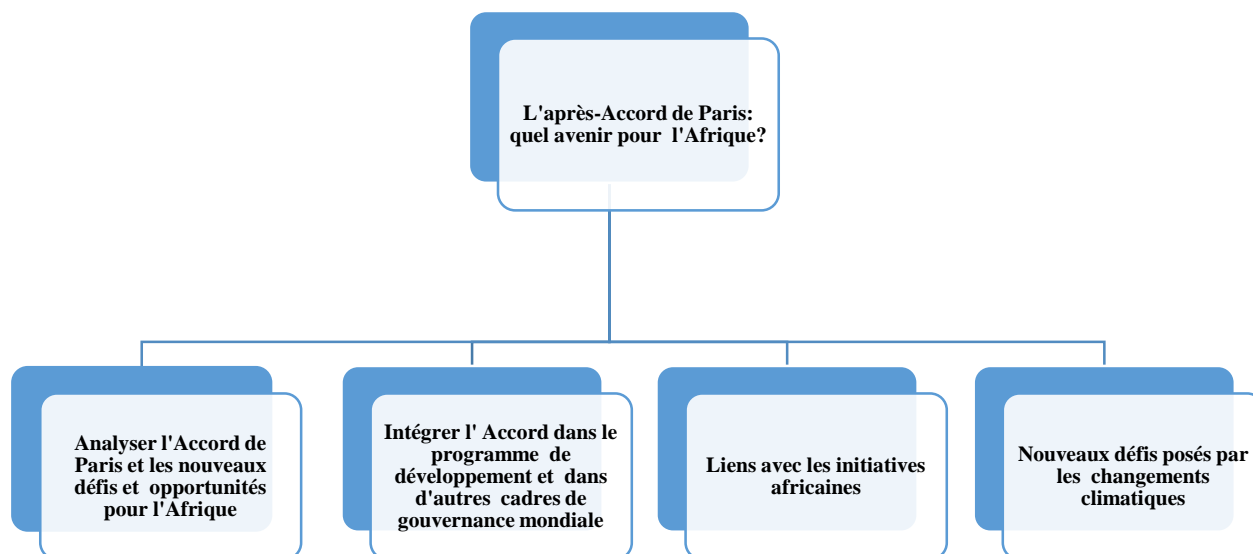 L'après-Accord de Paris:
quel avenir pour l'Afrique?
Analyser l'Accord de
Paris et les nouveaux
défis et opportunités
pour l'Afrique
Intégrer l' Accord dans le
programme de
développement et dans
d'autres cadres de
gouvernance mondiale
Liens avec les initiatives
africaines
Nouveaux défis posés par
les changements
climatiques